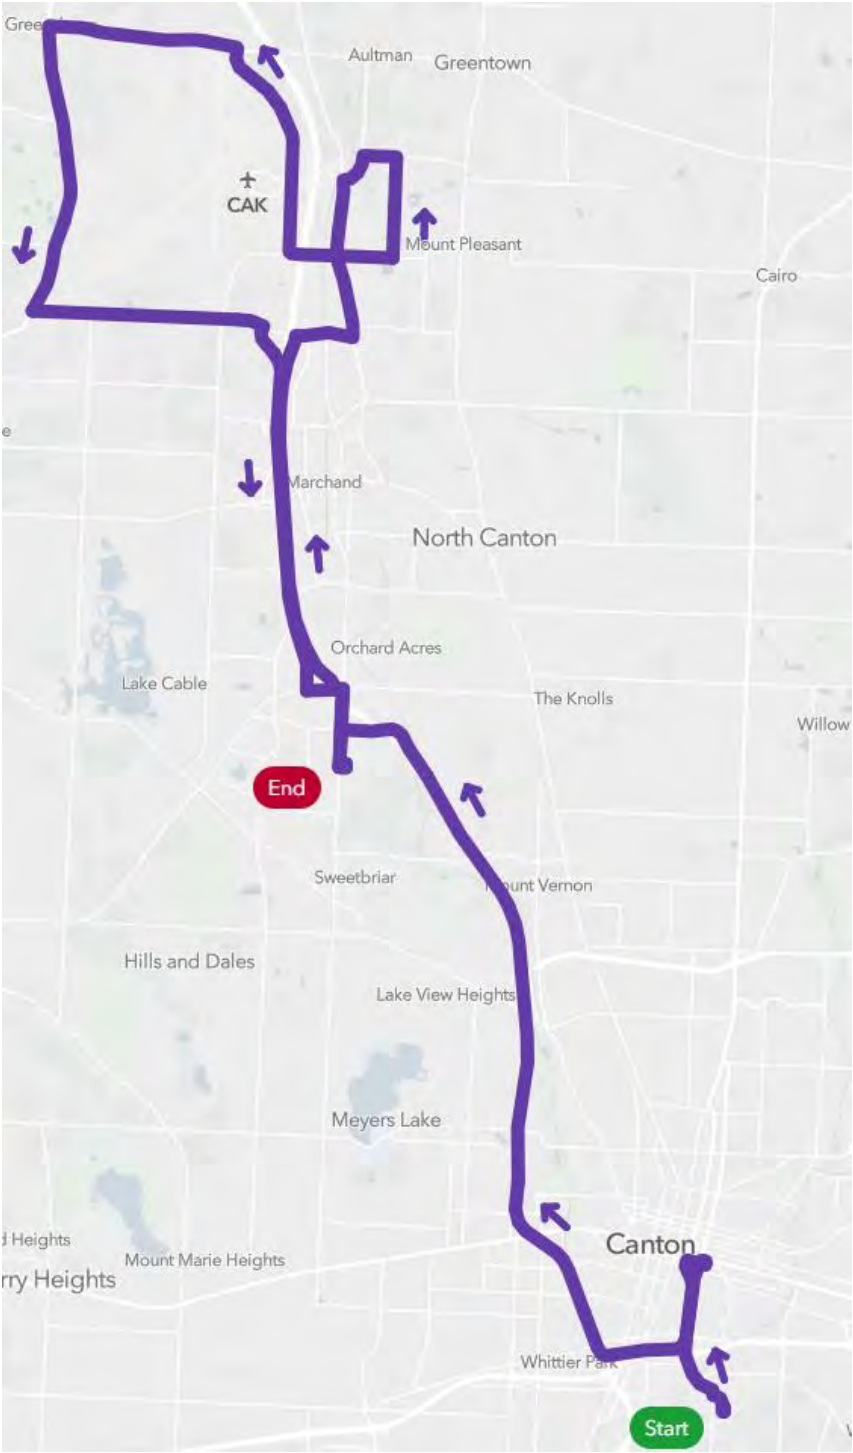 Aultman
Greentown
CAK
Mount Pleasant
Cairo
e
Marchand
North Canton
Orchard Acres
Lake Cable
The Knolls
Willow
End
Sweetbriar
ount Vernon
Hills and Dales
Lake View Heights
Meyers Lake
Canton
d Heights
Mount Marie Heights
rry Heights
Whittier Park
Start